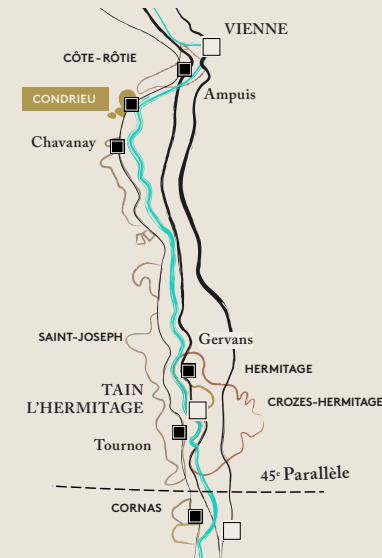 VIENNE
CÔTE-RÔTIE
CONDRIEU
Ampuis
Chavanay
SAINT-JOSEPH
Gervans
HERMITAGE
TAIN
L'HERMITAGE
CROZES-HERMITAGE
Tournon
45e Parallèle
CORNAS